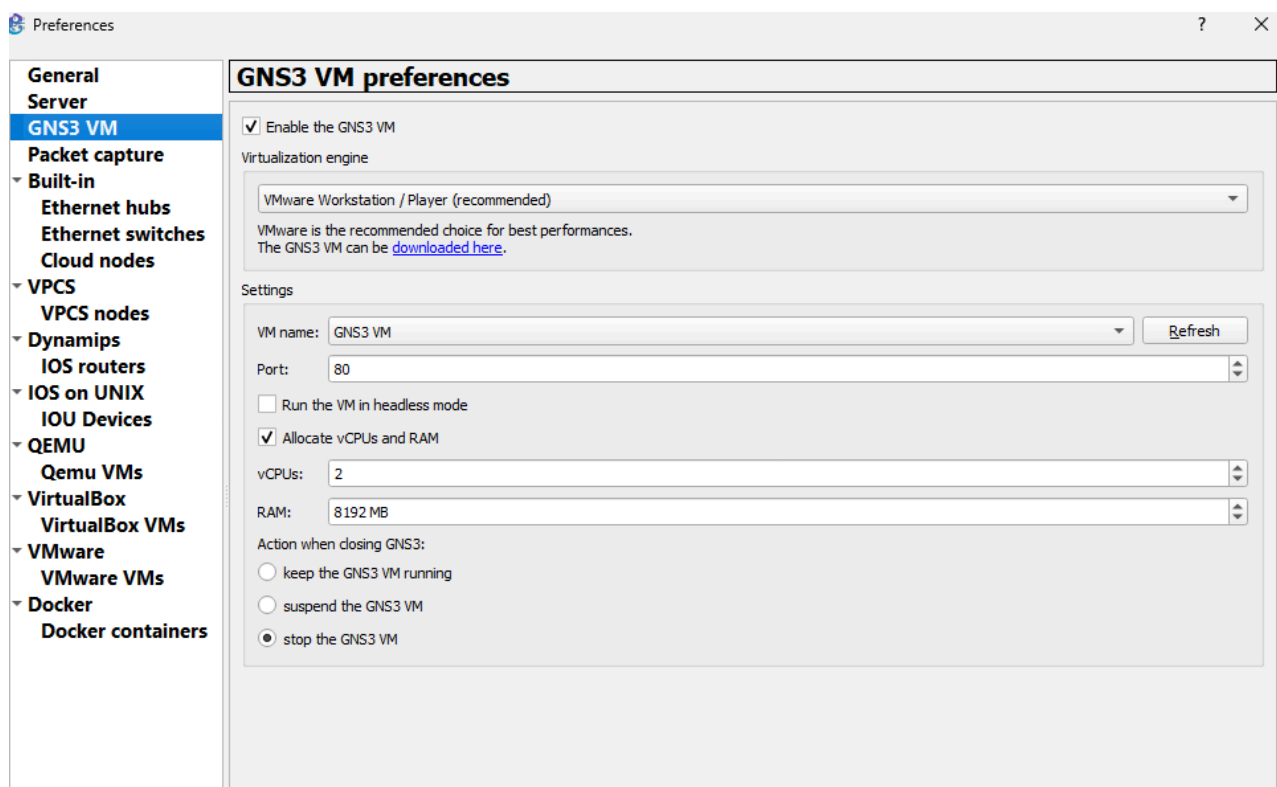 Preferences
?
General
Server
GNS3 VM
Packet capture
Built-in
Ethernet hubs
Ethernet switches
Cloud nodes
VPCS
VPCS nodes
Dynamips
IOS routers
IOS on UNIX
IOU Devices
QEMU
Qemu VMs
VirtualBox
VirtualBox VMs
VMware
VMware VMs
Docker
Docker containers
GNS3 VM preferences
Enable the GNS3 VM
Virtualization engine
VMware Workstation / Player (recommended)
VMware is the recommended choice for best performances.
The GNS3 VM can be downloaded here.
Settings
VM name: GNS3 VM Refresh
Port: 80
Run the VM in headless mode
Allocate vCPUs and RAM
vCPUs: 2
RAM: 8192 MB
Action when closing GNS3:
keep the GNS3 VM running
suspend the GNS3 VM
stop the GNS3 VM